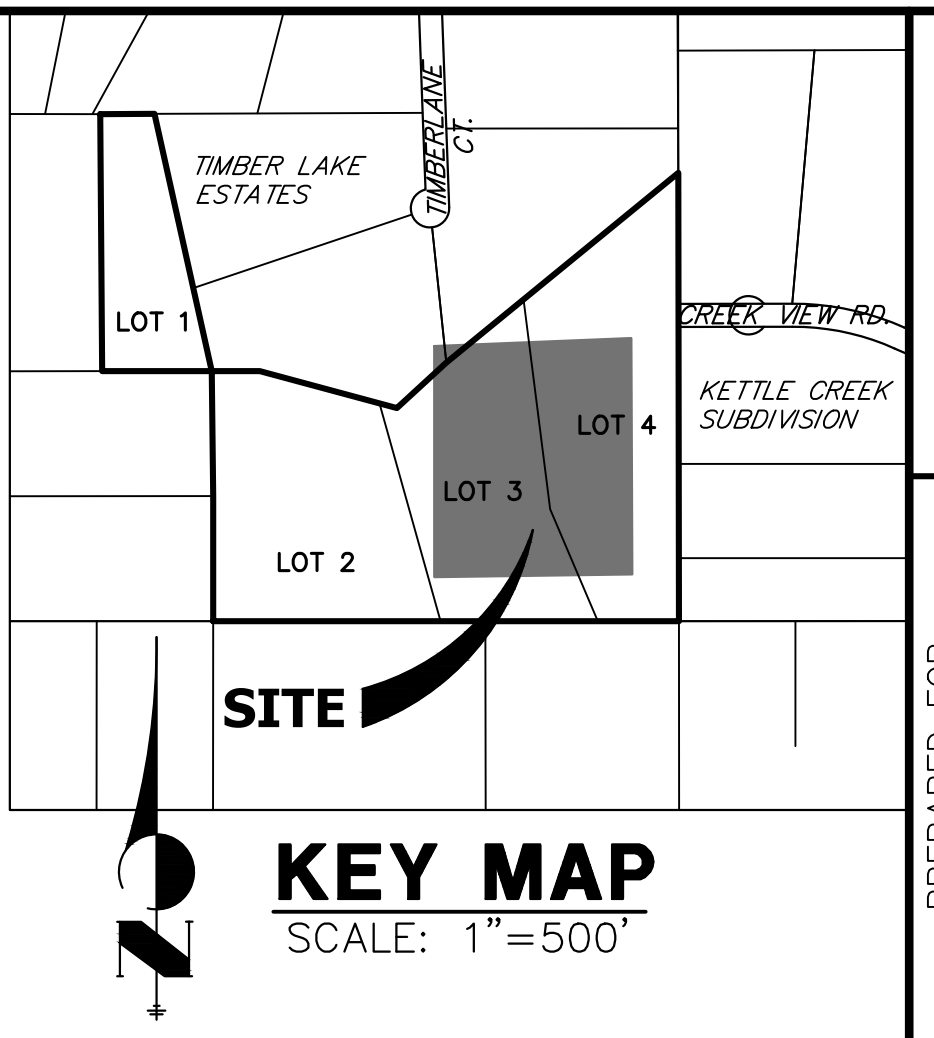 TIMBERLANE
CT.
TIMBER LAKE
ESTATES
LOT 1
CREEK VIEW RD.
KETTLE CREEK
SUBDIVISION
LOT 4
LOT 3
LOT 2
SITE
PREPARED FOR
KEY MAP
SCALE: 1"=500'
N